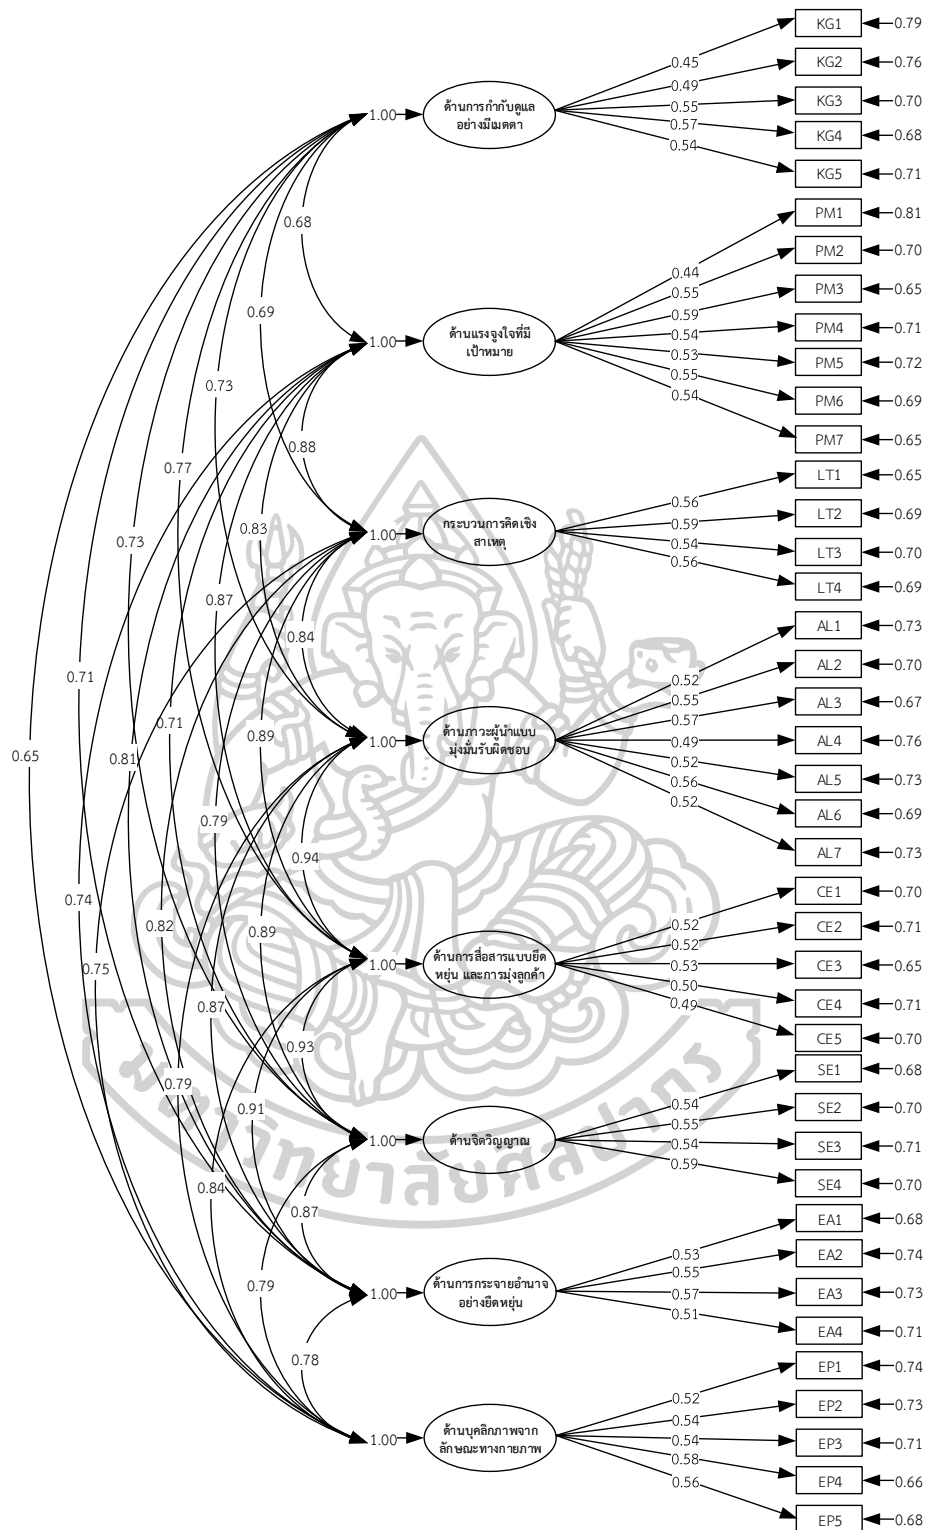 KG1 0.79
0.45
KG2 0.76
0.49
1.00
ด้านการกำกับดูแล
อย่างมีเมตตา
0.55
KG3 0.70
0.57
KG4 0.68
0.54
KG5 0.71
0.68
PM1 0.81
0.44
PM2 0.70
0.55
0.69
PM3 0.65
0.59
1.00
ด้านแรงจูงใจที่มี
เป้าหมาย
0.54
PM4 0.71
0.53
PM5 0.72
0.73
0.55
PM6 0.69
0.54
PM7 0.65
0.88
0.77
LT1 0.65
0.56
LT2 0.69
0.59
0.83
1.00
กระบวนการคิดเชิง
สาเหตุ
0.73
0.54
LT3 0.70
0.56
LT4 0.69
0.87
0.84
AL1 0.73
0.52
AL2 0.70
0.55
0.71
AL3 0.67
0.57
0.71
0.89
1.00
ด้านภาวะผู้นำแบบ
มุ่งมั่นรับผิดชอบ
0.49
AL4 0.76
0.65
0.81
0.52
AL5 0.73
0.56
AL6 0.69
0.52
AL7 0.73
0.79
0.94
CE1 0.70
0.52
0.74
0.82
0.89
CE2 0.71
0.52
0.75
1.00
ด้านการสื่อสารแบบยืด
หยุ่น และการมุ่งลูกค้า
0.53
CE3 0.65
0.50
CE4 0.71
0.49
CE5 0.70
0.87
0.93
SE1 0.68
0.54
0.79
0.91
SE2 0.70
0.55
1.00
ด้านจิตวิญญาณ
0.54
SE3 0.71
0.59
SE4 0.70
0.84
0.87
EA1 0.68
0.53
EA2 0.74
0.55
0.79
1.00
ด้านการกระจายอำนาจ
อย่างยืดหยุ่น
0.57
EA3 0.73
0.51
EA4 0.71
0.78
EP1 0.74
0.52
EP2 0.73
0.54
1.00
ด้านบุคลิกภาพจาก
ลักษณะทางกายภาพ
0.54
EP3 0.71
0.58
EP4 0.66
0.56
EP5 0.68
มหาวิทยาลัยศิลปากร